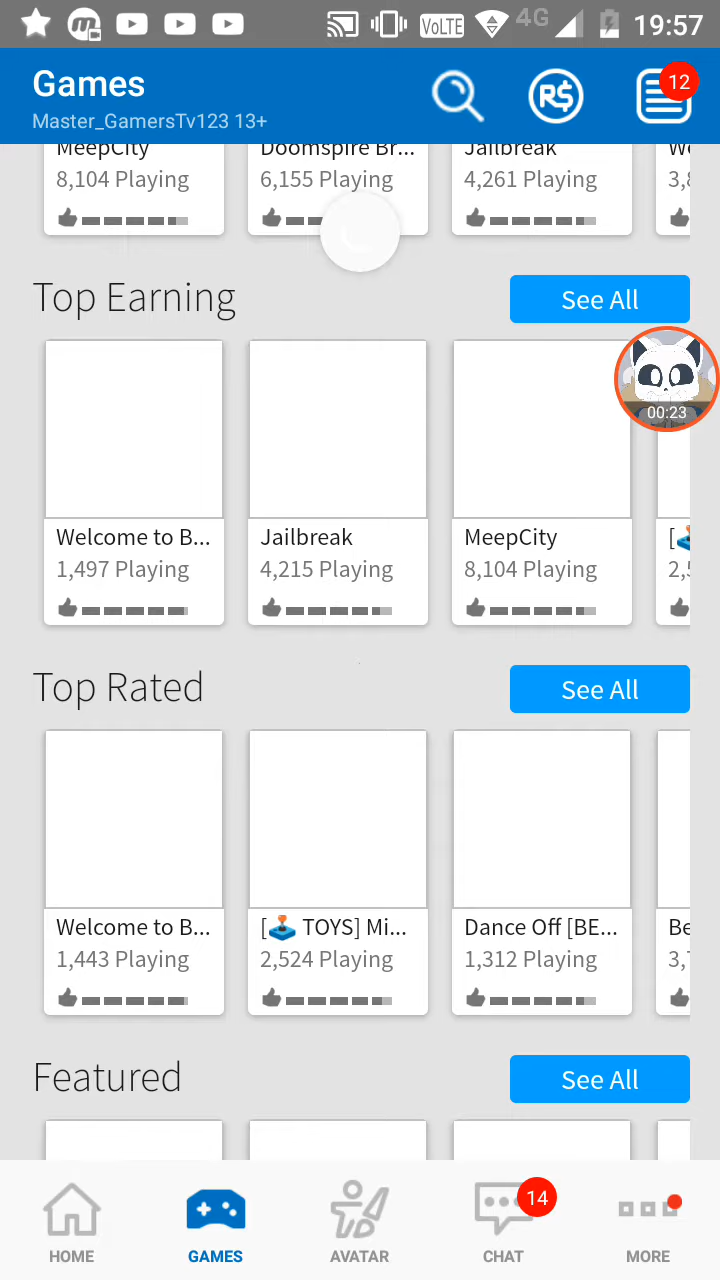 VoLTE 4G 19:57
Games
Master_GamersTv123 13+
R$
12
MeepCity
Doomspire Br...
Jailbreak
8,104 Playing
6,155 Playing
4,261 Playing
Top Earning
See All
00:23
Welcome to B...
Jailbreak
MeepCity
[🕹️
1,497 Playing
4,215 Playing
8,104 Playing
Top Rated
See All
Welcome to B...
[🕹️ TOYS] Mi...
Dance Off [BE...
Be
1,443 Playing
2,524 Playing
1,312 Playing
Featured
See All
14
HOME
GAMES
AVATAR
CHAT
MORE